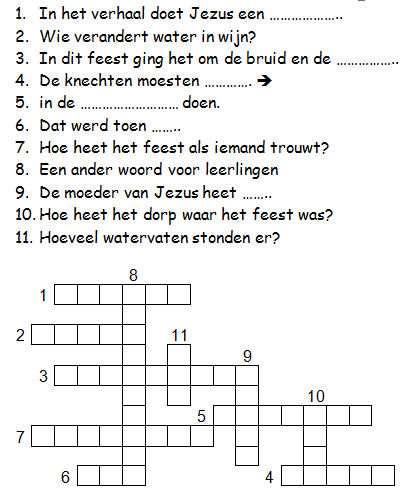 1. In het verhaal doet Jezus een ………………..
2. Wie verandert water in wijn?
3. In dit feest ging het om de bruid en de ……………..
4. De knechten moesten …………. ➔
5. in de ……………………… doen.
6. Dat werd toen ……..
7. Hoe heet het feest als iemand trouwt?
8. Een ander woord voor leerlingen
9. De moeder van Jezus heet ……..
10. Hoe heet het dorp waar het feest was?
11. Hoeveel watervaten stonden er?
8
1
2 11
9
3
10
5
7
6 4